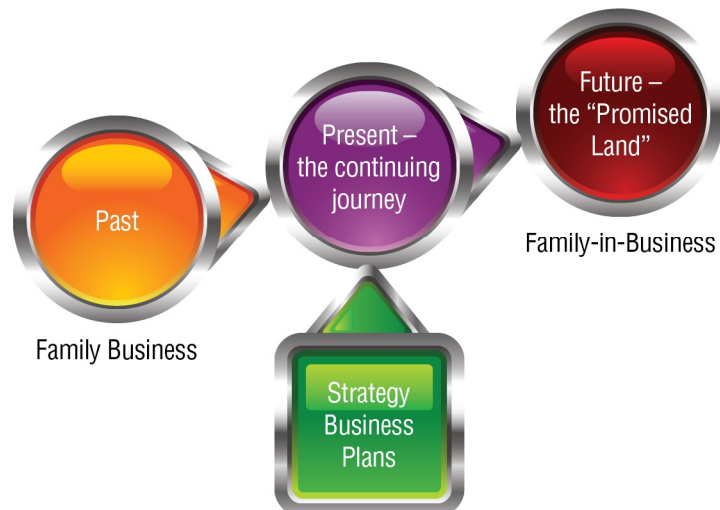 Past
Family Business
Present –
the continuing
journey
Future –
the “Promised
Land”
Family-in-Business
Strategy
Business
Plans